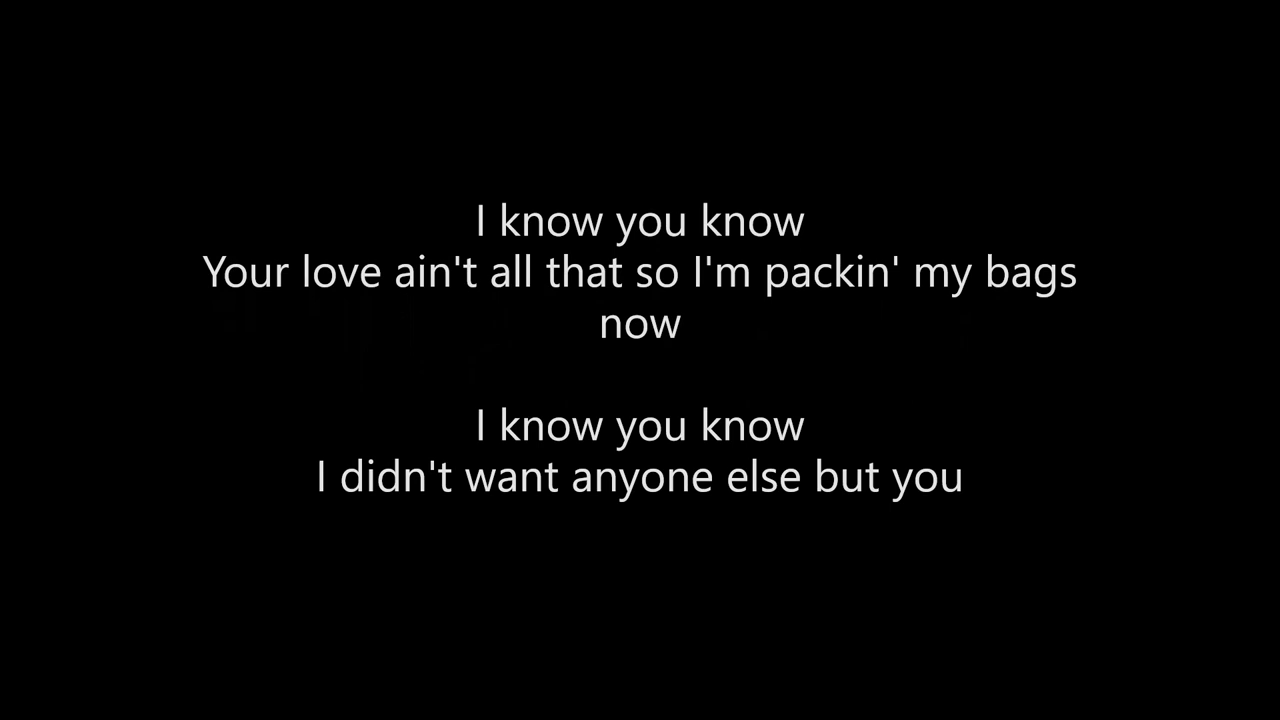 I know you know
Your love ain't all that so I'm packin' my bags
now
I know you know
I didn't want anyone else but you